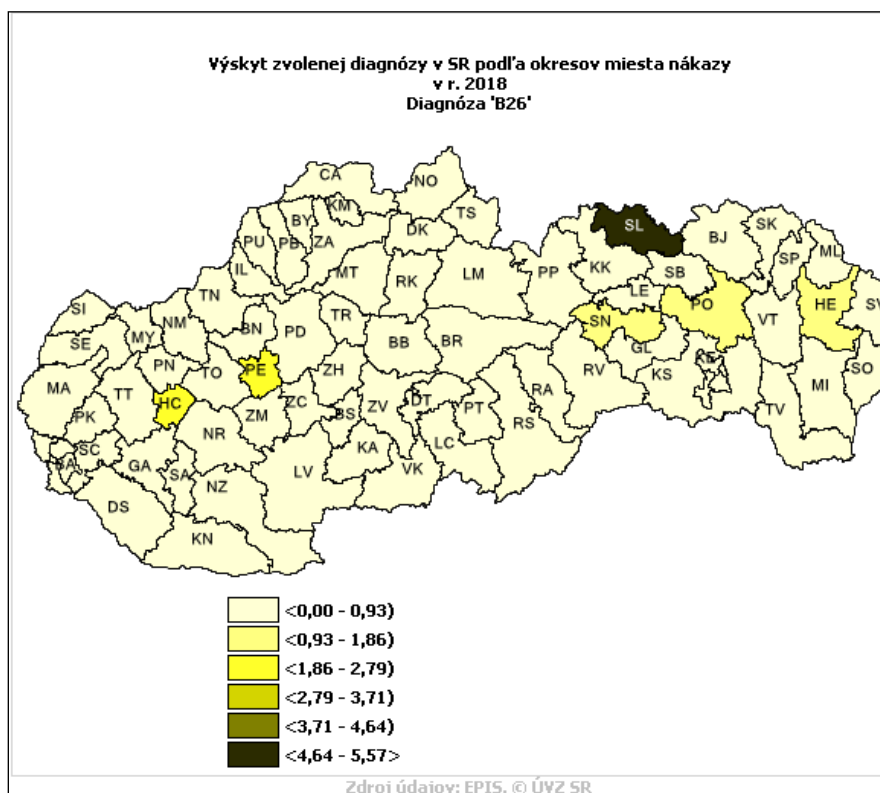 Výskyt zvolenej diagnózy v SR podľa okresov miesta nákazy
v r. 2018
Diagnóza 'B26'
CA
NO
KM
TS
BY
PU
PB
ZA
DK
SL
BJ
SK
SP
ML
IL
MT
RK
LM
PP
KK
SB
LE
TN
SI
NM
TR
PO
HE
SV
SE
MY
BN
PD
BB
BR
SN
VT
GL
PN
TO
PE
ZH
RV
KE
SO
MA
TT
HC
ZM
ZC
BS
ZV
DT
PT
RA
KS
MI
PK
NR
RS
TV
SC
BA
GA
SA
LV
KA
VK
LC
DS
NZ
KN
<0,00 - 0,93)
<0,93 - 1,86)
<1,86 - 2,79)
<2,79 - 3,71)
<3,71 - 4,64)
<4,64 - 5,57>
Zdroj údajov: EPIS, © ÚVZ SR